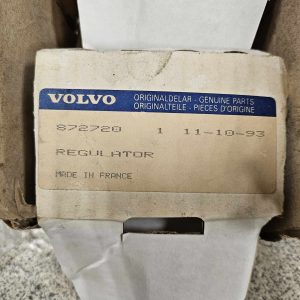 VOLVO
ORIGINALDELAR - GENUINE PARTS
ORIGINALTEILE - PIECES D'ORIGINE
872720 1 11-10-93
REGULATOR
MADE IN FRANCE